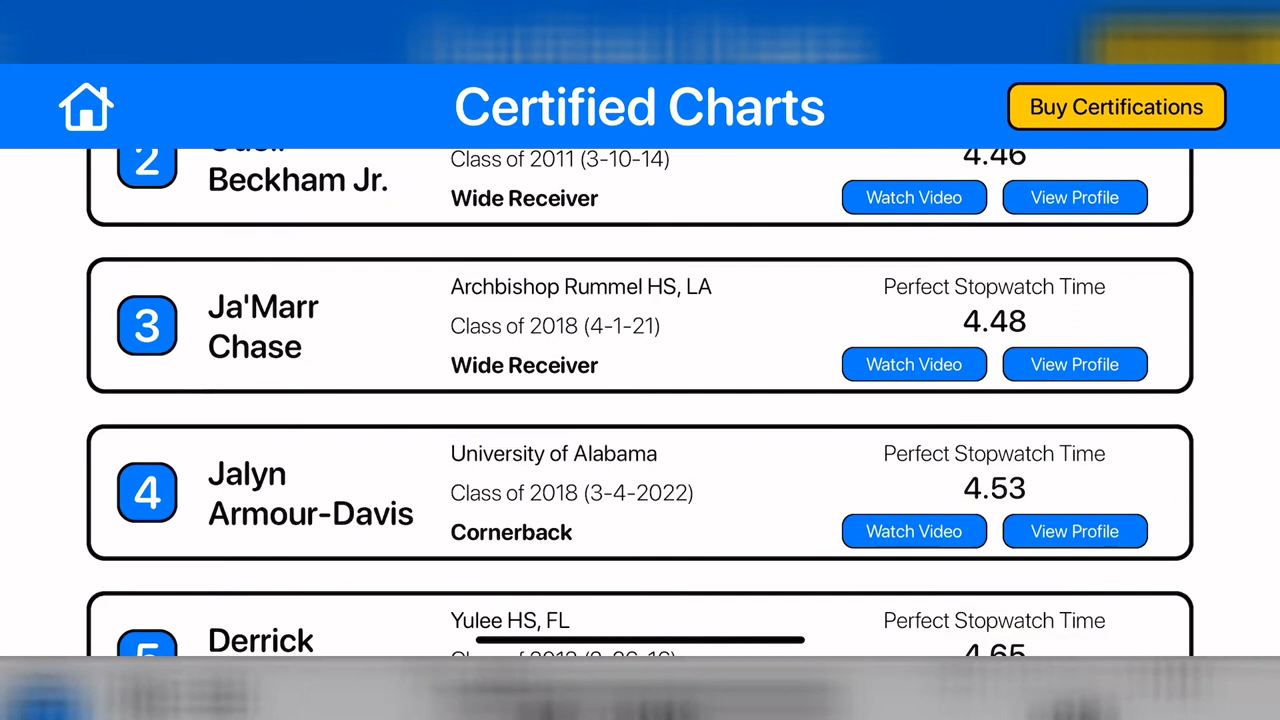 Certified Charts
Buy Certifications
2
Beckham Jr.
Class of 2011 (3-10-14)
Wide Receiver
4.46
Watch Video
View Profile
3
Ja'Marr
Chase
Archbishop Rummel HS, LA
Class of 2018 (4-1-21)
Wide Receiver
Perfect Stopwatch Time
4.48
Watch Video
View Profile
4
Jalyn
Armour-Davis
University of Alabama
Class of 2018 (3-4-2022)
Cornerback
Perfect Stopwatch Time
4.53
Watch Video
View Profile
5
Derrick
Yulee HS, FL
Perfect Stopwatch Time
4.65